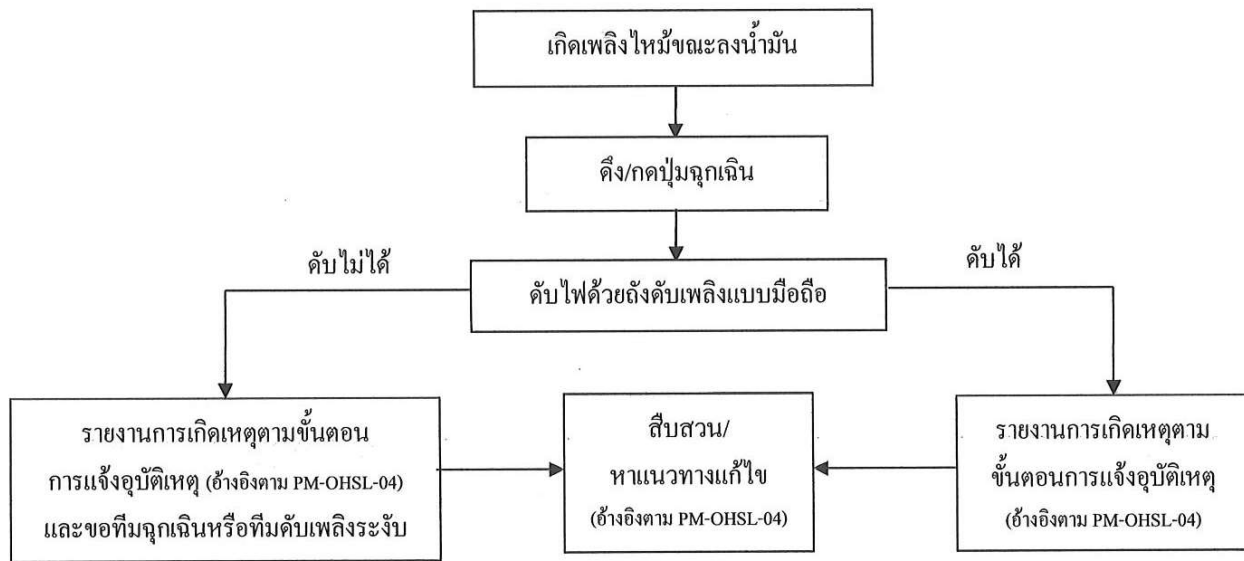 เกิดเพลิงไหม้ขณะลงน้ำมัน
ดึง/กดปุ่มฉุกเฉิน
ดับไม่ได้
ดับได้
ดับไฟด้วยถังดับเพลิงแบบมือถือ
รายงานการเกิดเหตุตามขั้นตอน
การแจ้งอุบัติเหตุ (อ้างอิงตาม PM-OHSL-04)
และขอทีมฉุกเฉินหรือทีมดับเพลิงระงับ
สืบสวน/
หาแนวทางแก้ไข
(อ้างอิงตาม PM-OHSL-04)
รายงานการเกิดเหตุตาม
ขั้นตอนการแจ้งอุบัติเหตุ
(อ้างอิงตาม PM-OHSL-04)